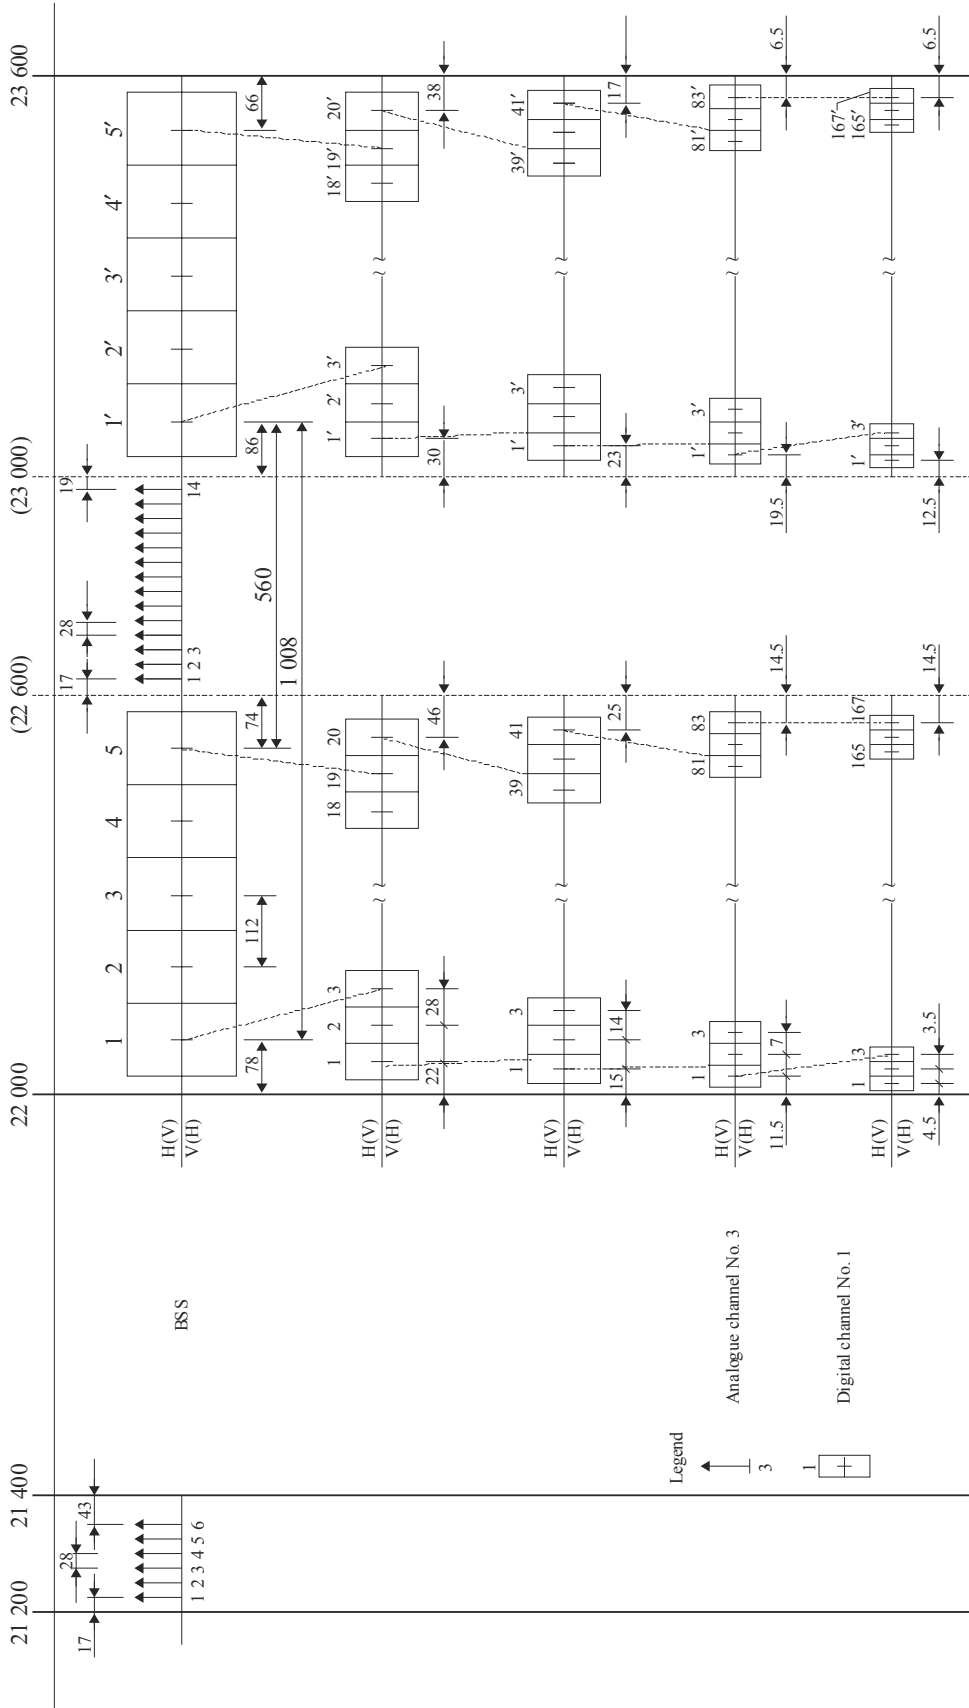 21 200 21 400 22 000 (22 600) (23 000) 23 600
17 28 43 17 28 19
1 2 3 4 5 1' 2' 3' 4' 5'
1 2 3 4 5 6
BSS
H(V)
V(H)
1 2 3 14
78 112 74 86 66
560
1 008
1 2 3 18 19 20 1' 2' 3' 18' 19' 20'
H(V)
V(H)
22 28 46 30 38
1 3 39 41 1' 3' 39' 41'
H(V)
V(H)
15 14 25 23 17
Legend
1 3 81 83 1' 3' 81' 83'
3
Analogue channel No. 3
H(V)
V(H)
11.5 7 14.5 19.5 6.5
1
Digital channel No. 1
1 3 165 167 1' 3' 167'
165'
H(V)
V(H)
4.5 3.5 14.5 12.5 6.5